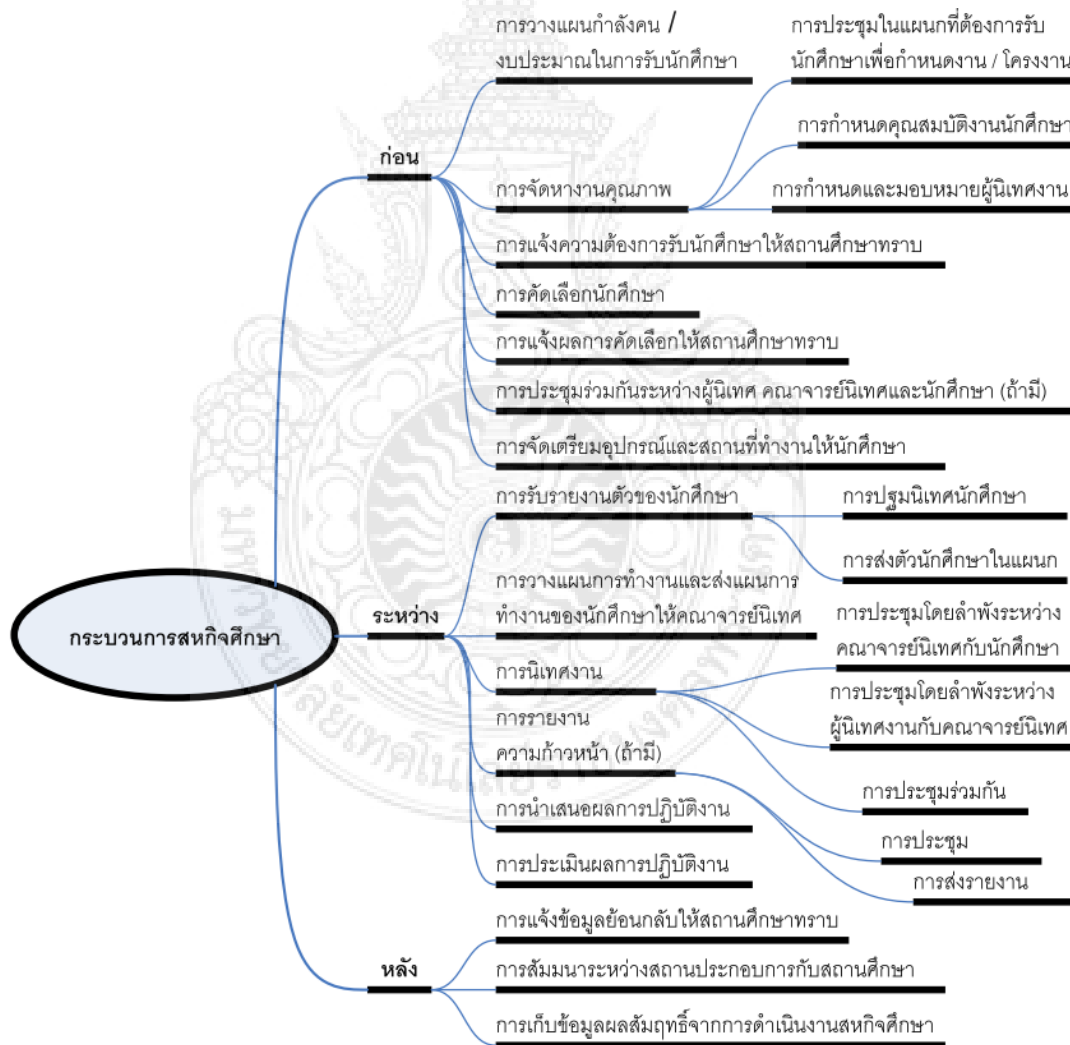 กระบวนการสหกิจศึกษา
ก่อน
การวางแผนกำลังคน /
งบประมาณในการรับนักศึกษา
การจัดหางานคุณภาพ
การประชุมในแผนกที่ต้องการรับ
นักศึกษาเพื่อกำหนดงาน / โครงงาน
การกำหนดคุณสมบัติงานนักศึกษา
การกำหนดและมอบหมายผู้นิเทศงาน
การแจ้งความต้องการรับนักศึกษาให้สถานศึกษาทราบ
การคัดเลือกนักศึกษา
การแจ้งผลการคัดเลือกให้สถานศึกษาทราบ
การประชุมร่วมกันระหว่างผู้นิเทศ คณาจารย์นิเทศและนักศึกษา (ถ้ามี)
การจัดเตรียมอุปกรณ์และสถานที่ทำงานให้นักศึกษา
ระหว่าง
การรับรายงานตัวของนักศึกษา
การปฐมนิเทศนักศึกษา
การส่งตัวนักศึกษาในแผนก
การวางแผนการทำงานและส่งแผนการ
ทำงานของนักศึกษาให้คณาจารย์นิเทศ
การนิเทศงาน
การประชุมโดยลำพังระหว่าง
คณาจารย์นิเทศกับนักศึกษา
การประชุมโดยลำพังระหว่าง
ผู้นิเทศงานกับคณาจารย์นิเทศ
การประชุมร่วมกัน
การรายงาน
ความก้าวหน้า (ถ้ามี)
การประชุม
การส่งรายงาน
การนำเสนอผลการปฏิบัติงาน
การประเมินผลการปฏิบัติงาน
หลัง
การแจ้งข้อมูลย้อนกลับให้สถานศึกษาทราบ
การสัมมนาระหว่างสถานประกอบการกับสถานศึกษา
การเก็บข้อมูลผลสัมฤทธิ์จากการดำเนินงานสหกิจศึกษา